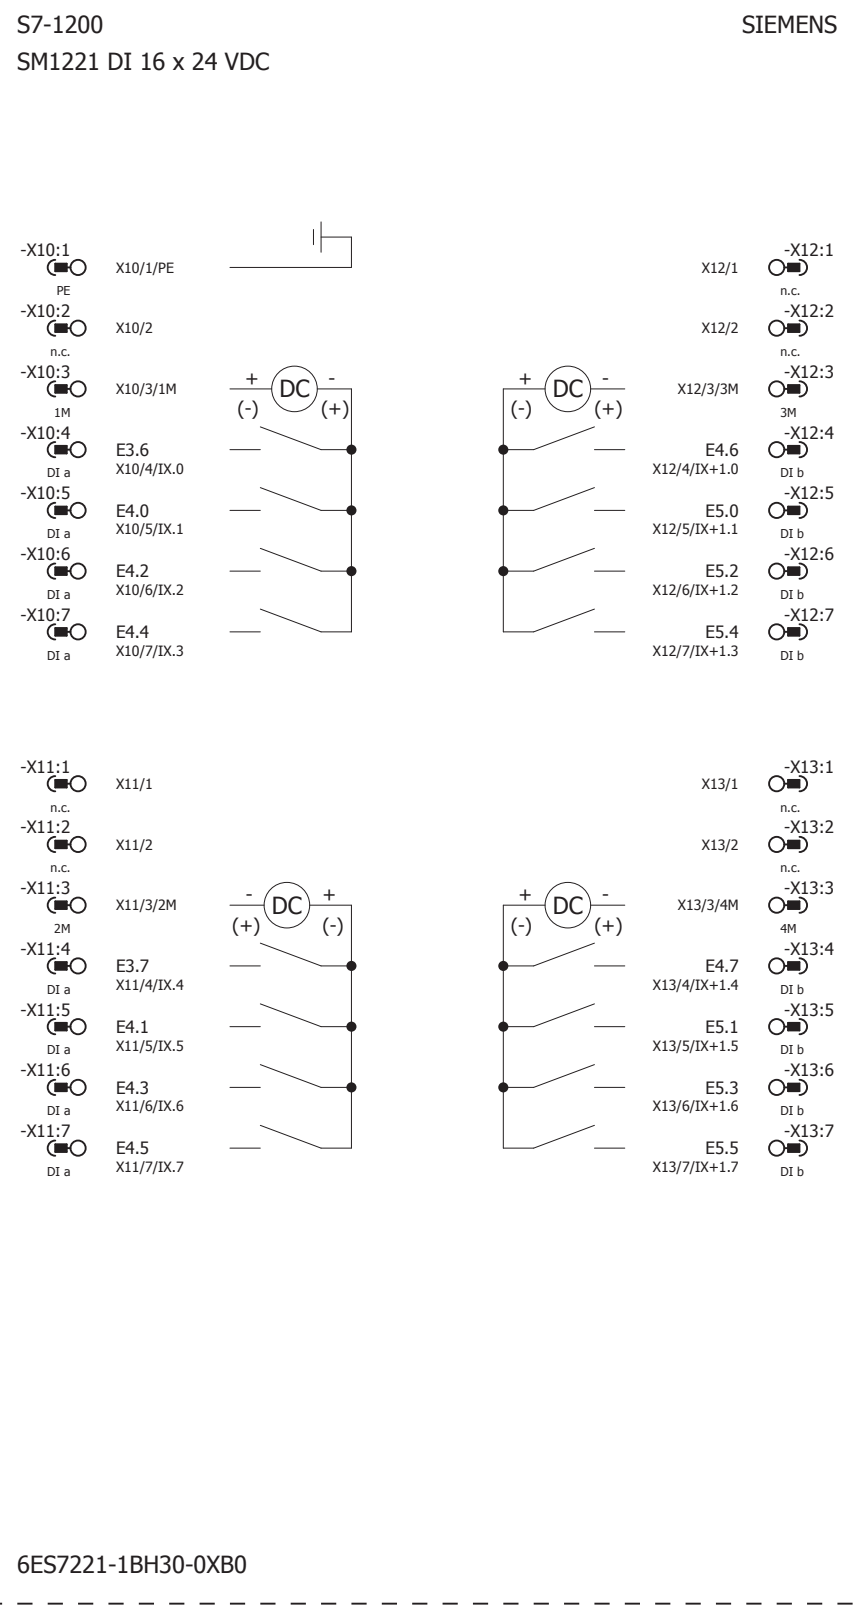 S7-1200 SIEMENS
SM1221 DI 16 x 24 VDC
-X10:1
X10/1/PE
PE
-X10:2
X10/2
n.c.
-X10:3
X10/3/1M + DC -
1M (-) (+)
-X10:4
E3.6
DI a X10/4/IX.0
-X10:5
E4.0
DI a X10/5/IX.1
-X10:6
E4.2
DI a X10/6/IX.2
-X10:7
E4.4
DI a X10/7/IX.3
-X12:1
X12/1
n.c.
-X12:2
X12/2
n.c.
-X12:3
+ DC - X12/3/3M
(-) (+) 3M
-X12:4
E4.6
X12/4/IX+1.0 DI b
-X12:5
E5.0
X12/5/IX+1.1 DI b
-X12:6
E5.2
X12/6/IX+1.2 DI b
-X12:7
E5.4
X12/7/IX+1.3 DI b
-X11:1
X11/1
n.c.
-X11:2
X11/2
n.c.
-X11:3
X11/3/2M - DC +
2M (+) (-)
-X11:4
E3.7
DI a X11/4/IX.4
-X11:5
E4.1
DI a X11/5/IX.5
-X11:6
E4.3
DI a X11/6/IX.6
-X11:7
E4.5
DI a X11/7/IX.7
-X13:1
X13/1
n.c.
-X13:2
X13/2
n.c.
-X13:3
+ DC - X13/3/4M
(-) (+) 4M
-X13:4
E4.7
X13/4/IX+1.4 DI b
-X13:5
E5.1
X13/5/IX+1.5 DI b
-X13:6
E5.3
X13/6/IX+1.6 DI b
-X13:7
E5.5
X13/7/IX+1.7 DI b
6ES7221-1BH30-0XB0